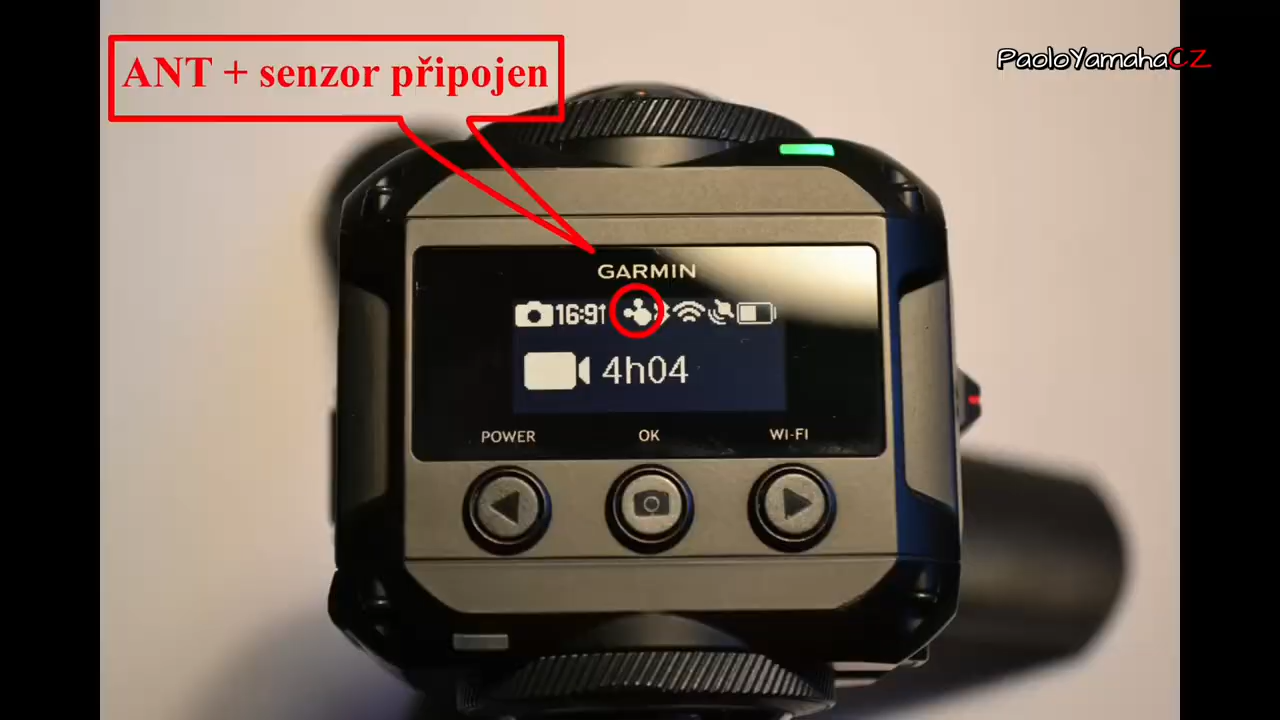 ANT + senzor připojen
PaoloYamahaCZ
GARMIN
16:9
4h04
POWER OK WI-FI